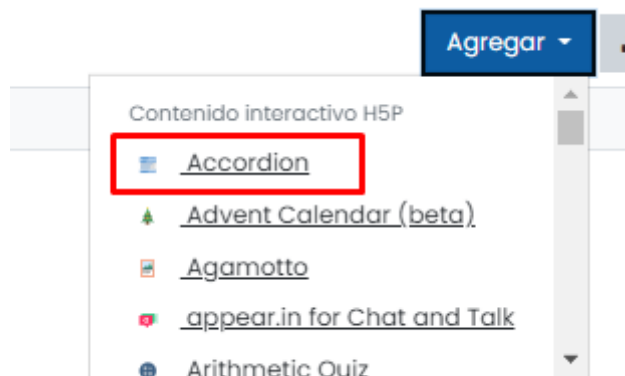 Agregar
Contenido interactivo H5P
Accordion
Advent Calendar (beta)
Agamotto
appear.in for Chat and Talk
Arithmetic Quiz